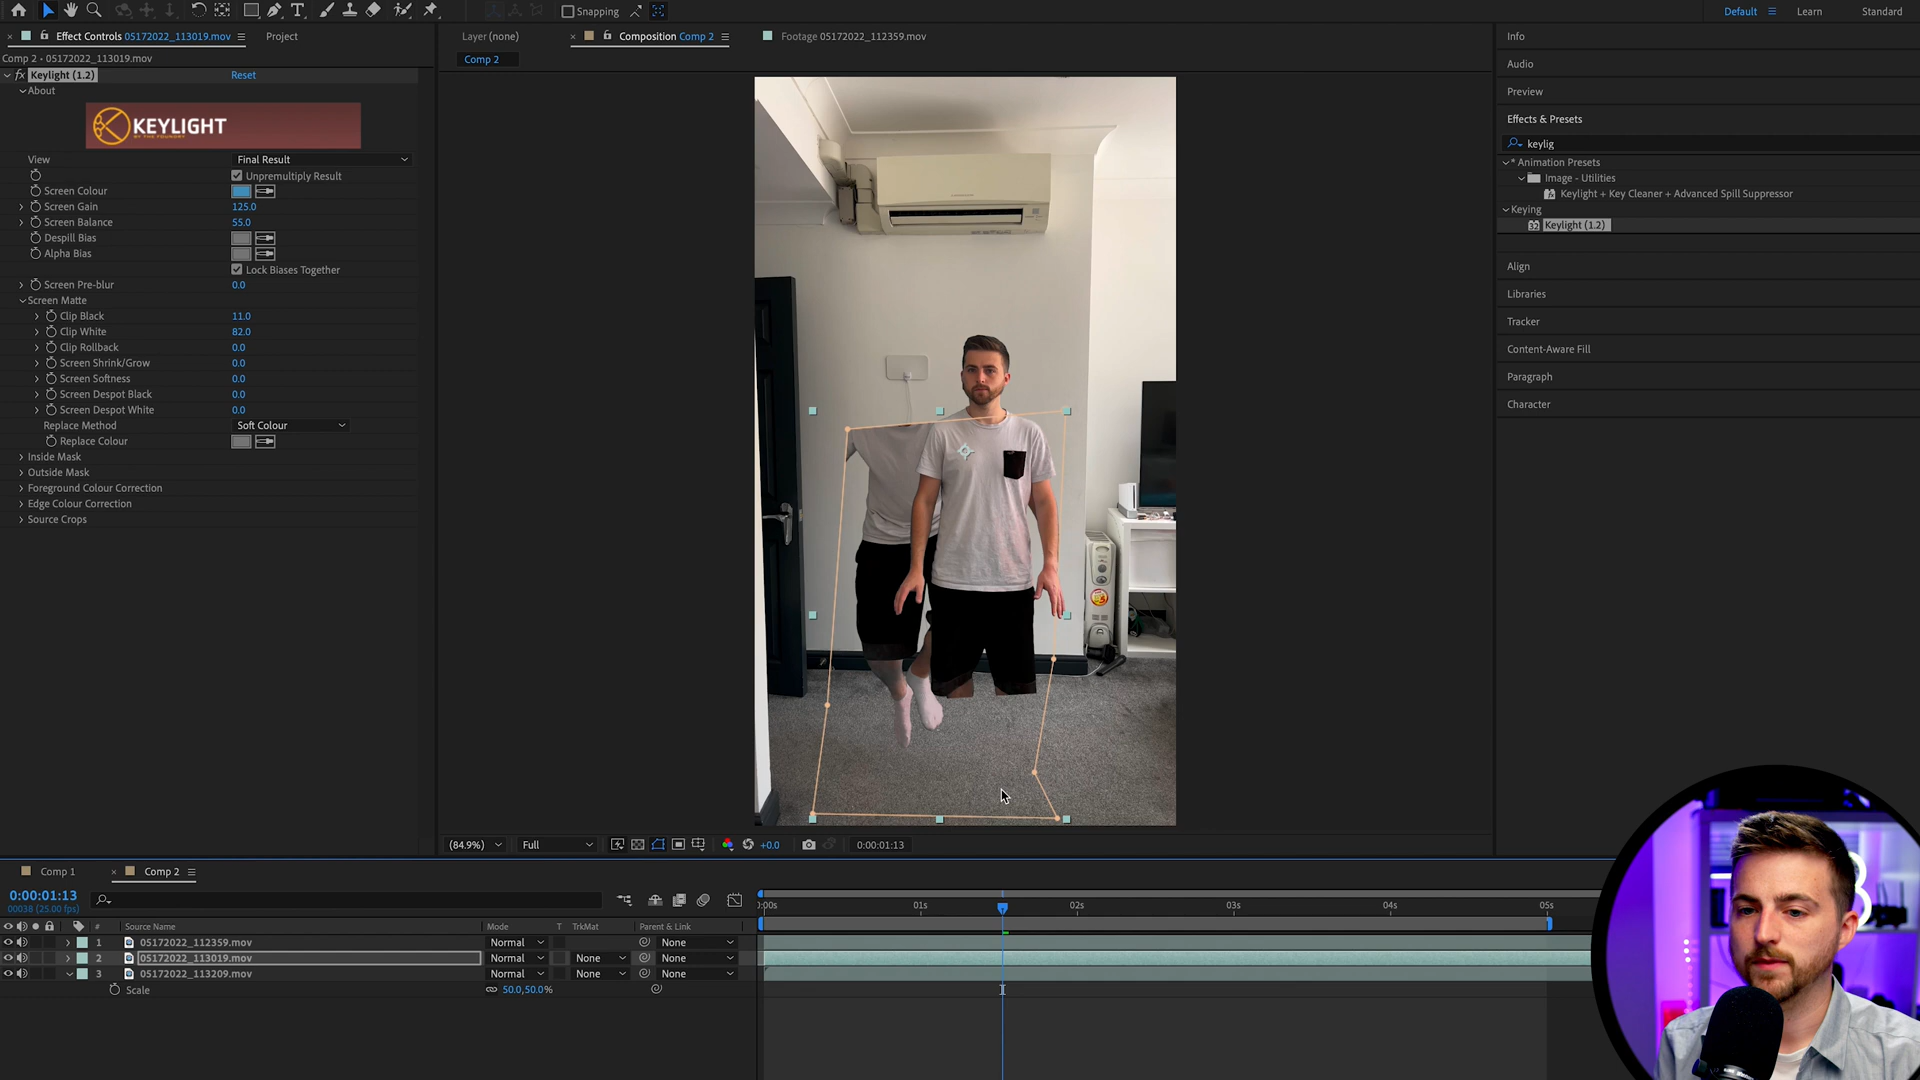 Snapping
Default
Learn
Standard
Effect Controls 05172022_113019.mov
Project
Layer (none)
Composition Comp 2
Footage 05172022_112359.mov
Info
Comp 2 - 05172022_113019.mov
Comp 2
Audio
fx Keylight (1.2)
Reset
About
Preview
KEYLIGHT
BY THE FOUNDRY
Effects & Presets
keylig
View
Final Result
* Animation Presets
Unpremultiply Result
Image - Utilities
Screen Colour
Keylight + Key Cleaner + Advanced Spill Suppressor
Screen Gain
125.0
Keying
Screen Balance
55.0
32 Keylight (1.2)
Despill Bias
Alpha Bias
Lock Biases Together
Align
Screen Pre-blur
0.0
Libraries
Screen Matte
Clip Black
11.0
Tracker
Clip White
82.0
Clip Rollback
0.0
Content-Aware Fill
Screen Shrink/Grow
0.0
Screen Softness
0.0
Paragraph
Screen Despot Black
0.0
Screen Despot White
0.0
Character
Replace Method
Soft Colour
Replace Colour
Inside Mask
Outside Mask
Foreground Colour Correction
Edge Colour Correction
Source Crops
(84.9%)
Full
+0.0
0:00:01:13
Comp 1
Comp 2
0:00:01:13
00038 (25.00 fps)
:00s
01s
02s
03s
04s
05s
#
Source Name
Mode
T
TrkMat
Parent & Link
1
05172022_112359.mov
Normal
None
2
05172022_113019.mov
Normal
None
None
3
05172022_113209.mov
Normal
None
None
Scale
50.0,50.0%